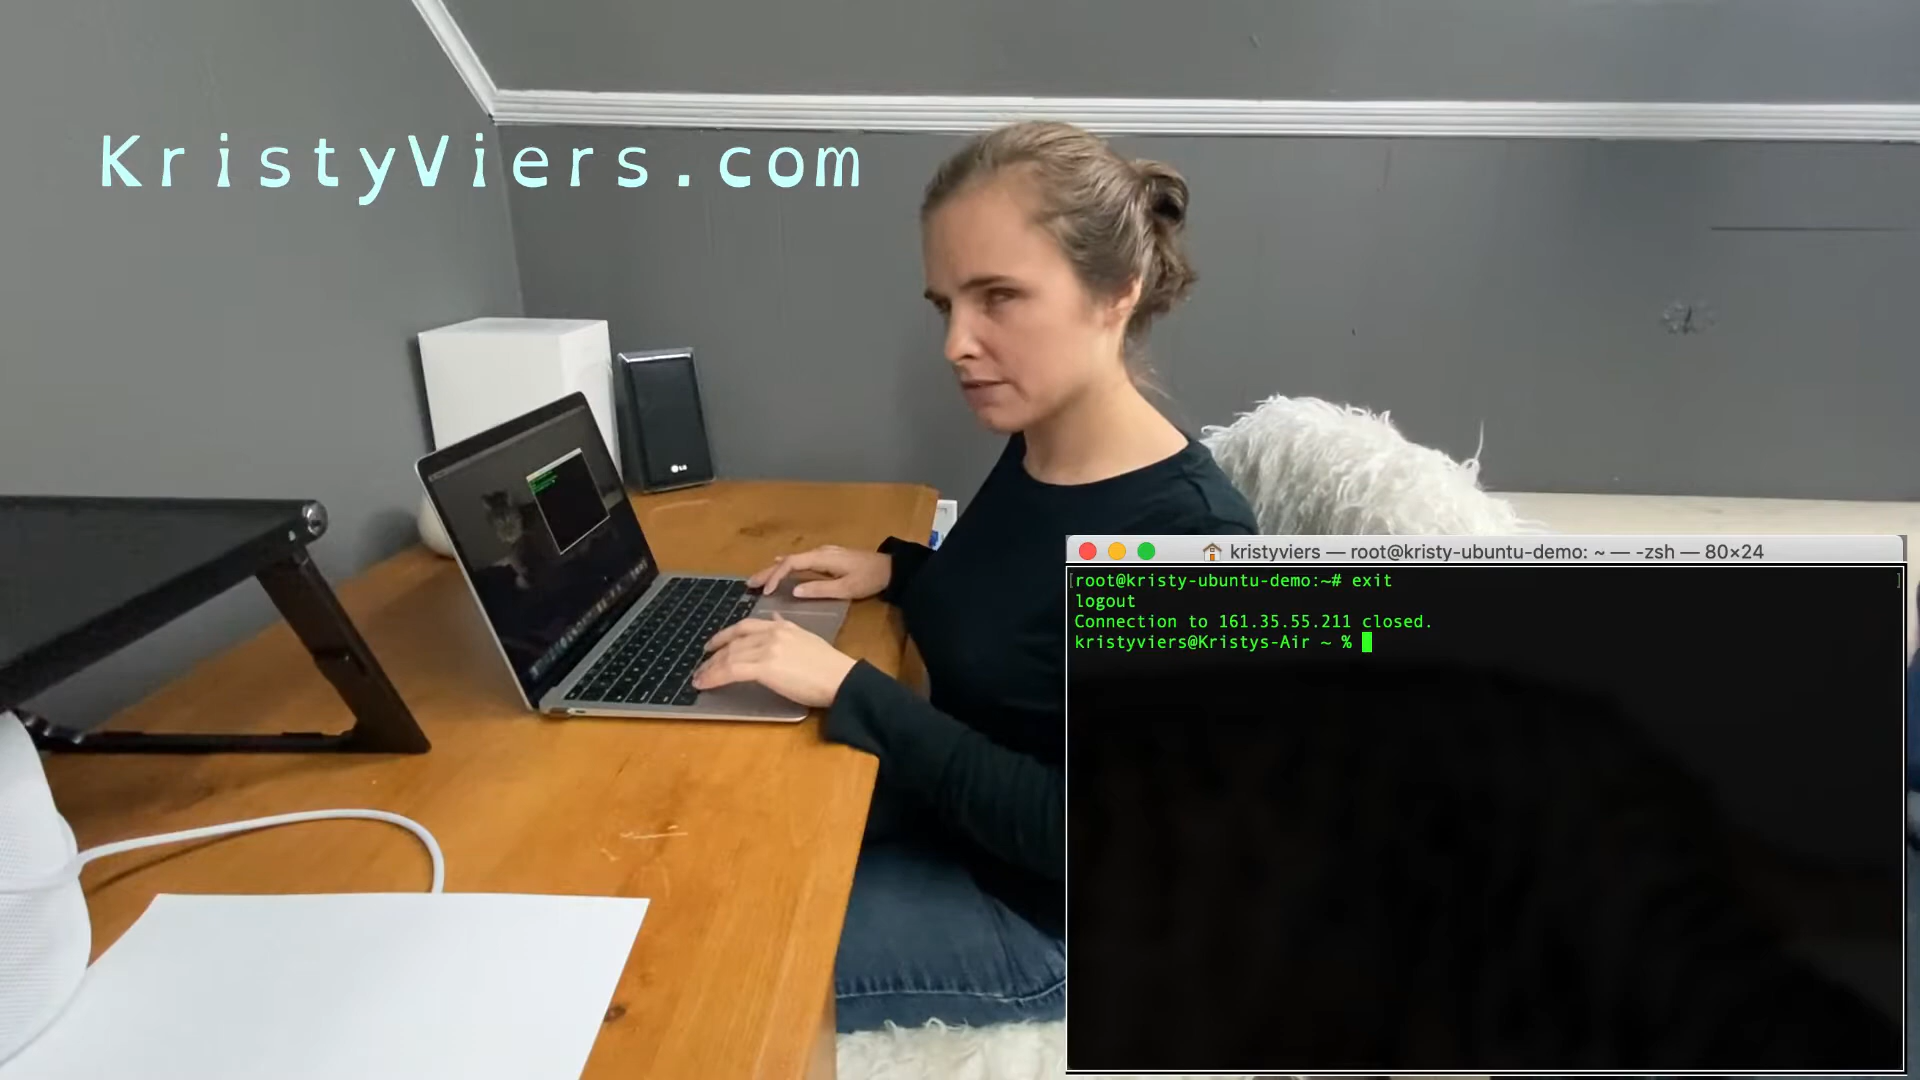 KristyViers.com
LG
kristyviers — root@kristy-ubuntu-demo: ~ — -zsh — 80×24
[root@kristy-ubuntu-demo:~# exit ]
logout
Connection to 161.35.55.211 closed.
kristyviers@Kristys-Air ~ %